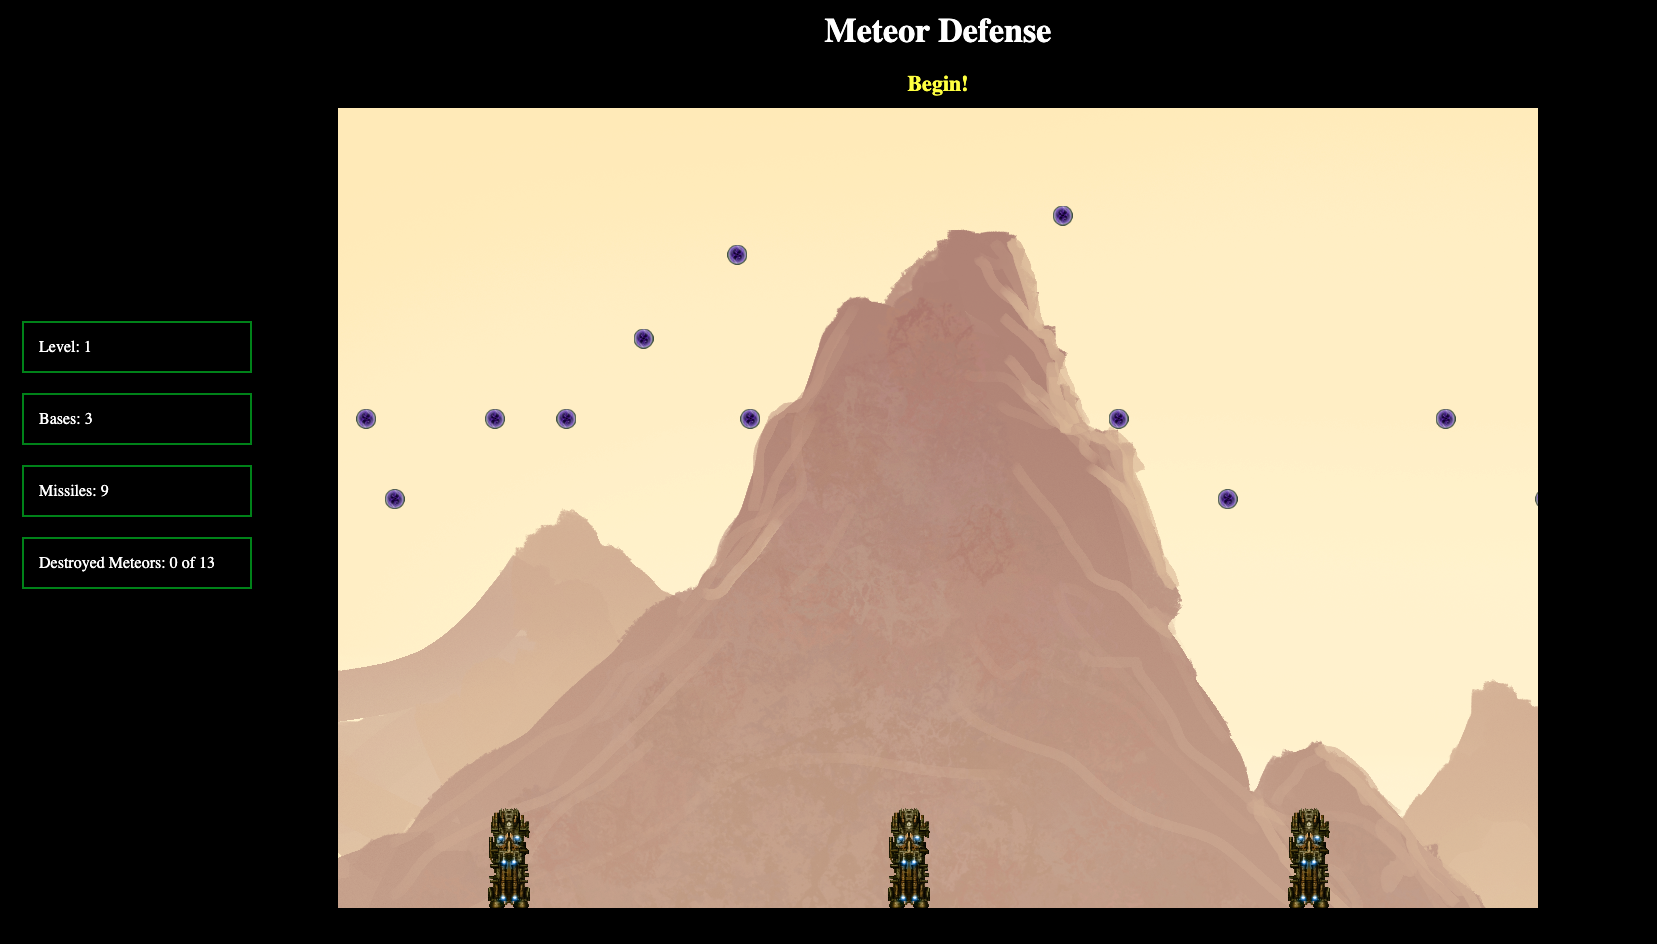 Meteor Defense
Begin!
Level: 1
Bases: 3
Missiles: 9
Destroyed Meteors: 0 of 13